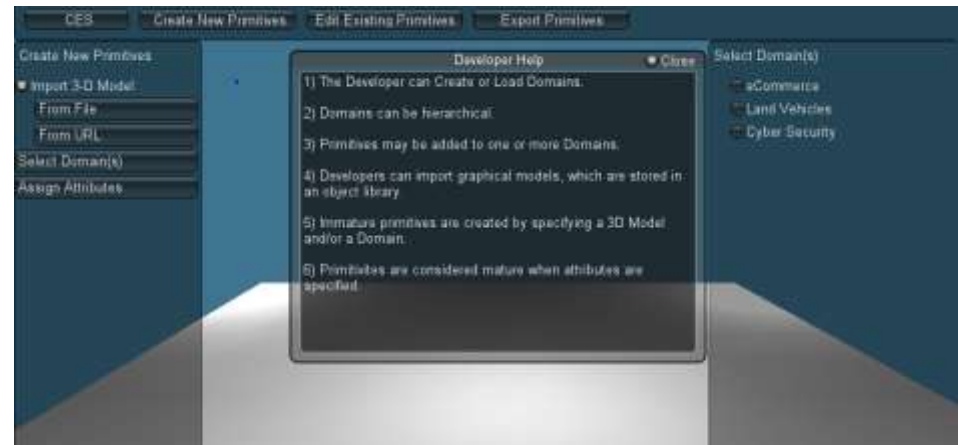 CES Create New Primitives Edit Existing Primitives Export Primitives
Create New Primitives
Import 3-D Model
From File
From URL
Select Domain(s)
Assign Attributes
Developer Help Close
1) The Developer can Create or Load Domains.
2) Domains can be hierarchical.
3) Primitives may be added to one or more Domains.
4) Developers can import graphical models, which are stored in
an object library.
5) Immature primitives are created by specifying a 3D Model
and/or a Domain.
6) Primitivites are considered mature when attributes are
specified.
Select Domain(s)
eCommerce
Land Vehicles
Cyber Security